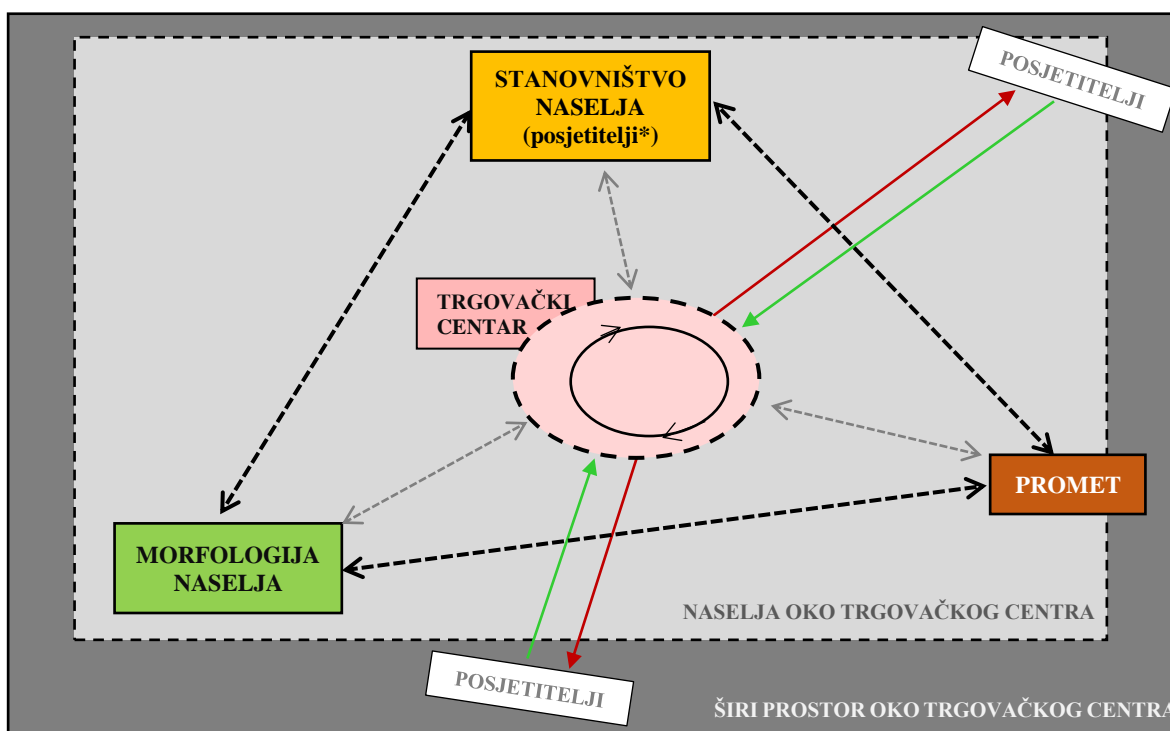 STANOVNIŠTVO
NASELJA
(posjetitelji*)
POSJETITELJI
TRGOVAČKI
CENTAR
PROMET
MORFOLOGIJA
NASELJA
NASELJA OKO TRGOVAČKOG CENTRA
POSJETITELJI
ŠIRI PROSTOR OKO TRGOVAČKOG CENTRA